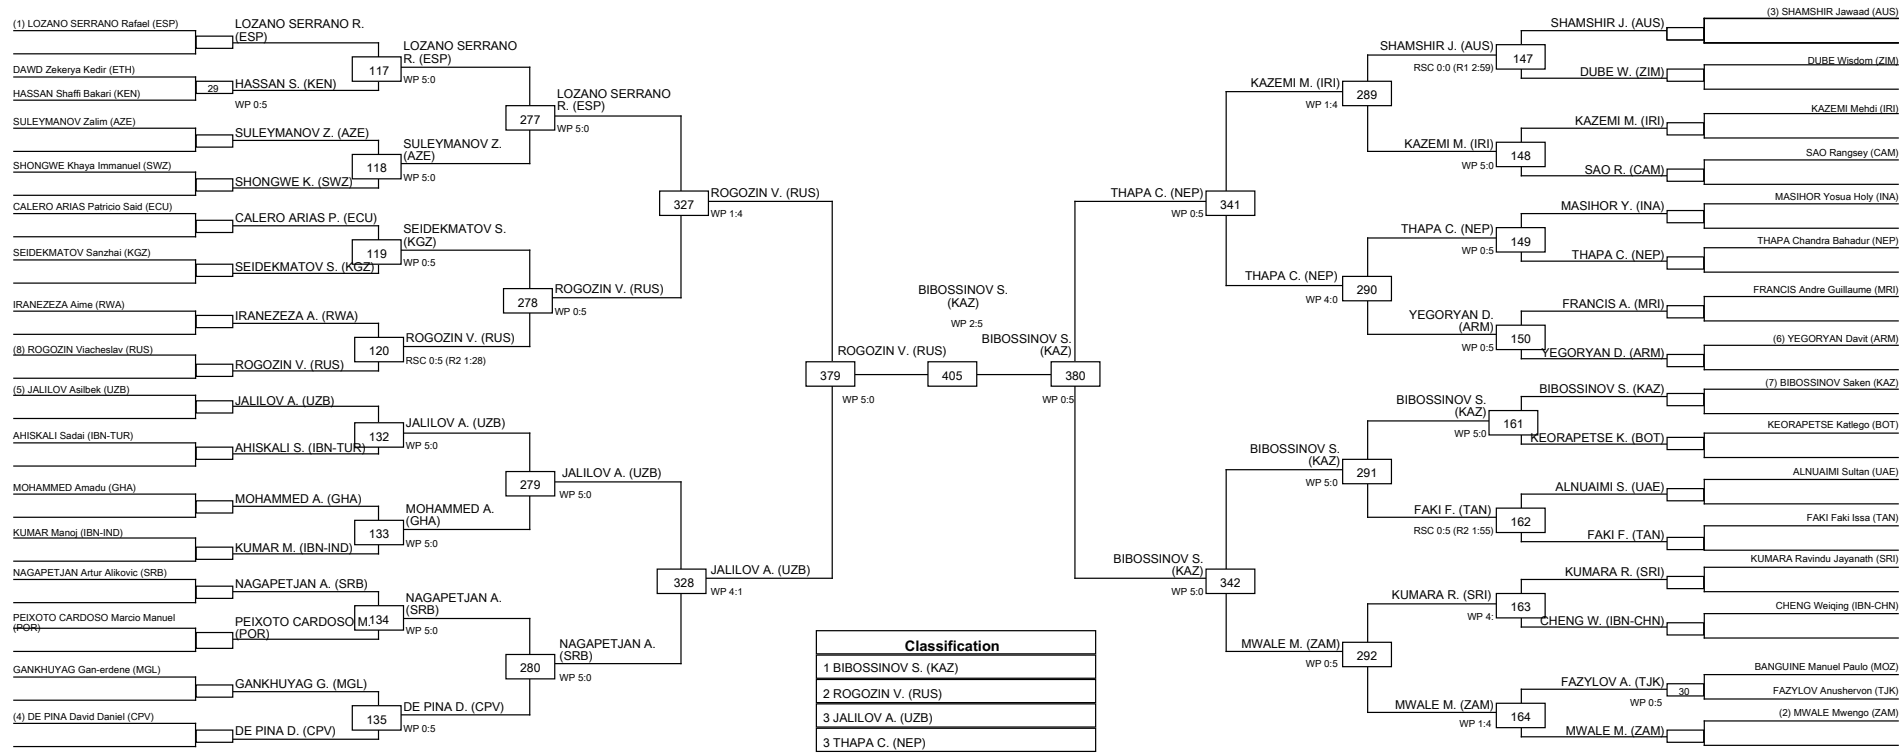 (1) LOZANO SERRANO Rafael (ESP)
DAWD Zekerya Kedir (ETH)
HASSAN Shaffi Bakari (KEN)
SULEYMANOV Zalim (AZE)
SHONGWE Khaya Immanuel (SWZ)
CALERO ARIAS Patricio Said (ECU)
SEIDEKMATOV Sanzhai (KGZ)
IRANEZEZA Aime (RWA)
(8) ROGOZIN Viacheslav (RUS)
(5) JALILOV Asilbek (UZB)
AHISKALI Sadai (IBN-TUR)
MOHAMMED Amadu (GHA)
KUMAR Manoj (IBN-IND)
NAGAPETJAN Artur Alikovic (SRB)
PEIXOTO CARDOSO Marcio Manuel
(POR)
GANKHUYAG Gan-erdene (MGL)
(4) DE PINA David Daniel (CPV)
LOZANO SERRANO R.
(ESP)
29
HASSAN S. (KEN)
WP 0:5
SULEYMANOV Z. (AZE)
SHONGWE K. (SWZ)
CALERO ARIAS P. (ECU)
SEIDEKMATOV S. (KGZ)
IRANEZEZA A. (RWA)
ROGOZIN V. (RUS)
JALILOV A. (UZB)
AHISKALI S. (IBN-TUR)
MOHAMMED A. (GHA)
KUMAR M. (IBN-IND)
NAGAPETJAN A. (SRB)
PEIXOTO CARDOSO M.
(POR)
GANKHUYAG G. (MGL)
DE PINA D. (CPV)
117
LOZANO SERRANO
R. (ESP)
WP 5:0
118
SULEYMANOV Z.
(AZE)
WP 5:0
119
SEIDEKMATOV S.
(KGZ)
WP 0:5
120
ROGOZIN V. (RUS)
RSC 0:5 (R2 1:28)
132
JALILOV A. (UZB)
WP 5:0
133
MOHAMMED A.
(GHA)
WP 5:0
134
NAGAPETJAN A.
(SRB)
WP 5:0
135
DE PINA D. (CPV)
WP 0:5
277
LOZANO SERRANO
R. (ESP)
WP 5:0
278
ROGOZIN V. (RUS)
WP 0:5
279
JALILOV A. (UZB)
WP 5:0
280
NAGAPETJAN A.
(SRB)
WP 5:0
327
ROGOZIN V. (RUS)
WP 1:4
328
JALILOV A. (UZB)
WP 4:1
379
ROGOZIN V. (RUS)
WP 5:0
BIBOSSINOV S.
(KAZ)
WP 2:5
405
BIBOSSINOV S.
(KAZ)
380
WP 0:5
Classification
1 BIBOSSINOV S. (KAZ)
2 ROGOZIN V. (RUS)
3 JALILOV A. (UZB)
3 THAPA C. (NEP)
THAPA C. (NEP)
341
WP 0:5
BIBOSSINOV S.
(KAZ)
342
WP 5:0
KAZEMI M. (IRI)
289
WP 1:4
THAPA C. (NEP)
290
WP 4:0
BIBOSSINOV S.
(KAZ)
291
WP 5:0
MWALE M. (ZAM)
292
WP 0:5
SHAMSHIR J. (AUS)
147
RSC 0:0 (R1 2:59)
KAZEMI M. (IRI)
148
WP 5:0
THAPA C. (NEP)
149
WP 0:5
YEGORYAN D.
(ARM)
150
WP 0:5
BIBOSSINOV S.
(KAZ)
161
WP 5:0
FAKI F. (TAN)
162
RSC 0:5 (R2 1:55)
KUMARA R. (SRI)
163
WP 4:
MWALE M. (ZAM)
164
WP 1:4
SHAMSHIR J. (AUS)
DUBE W. (ZIM)
KAZEMI M. (IRI)
SAO R. (CAM)
MASIHOR Y. (INA)
THAPA C. (NEP)
FRANCIS A. (MRI)
YEGORYAN D. (ARM)
BIBOSSINOV S. (KAZ)
KEORAPETSE K. (BOT)
ALNUAIMI S. (UAE)
FAKI F. (TAN)
KUMARA R. (SRI)
CHENG W. (IBN-CHN)
FAZYLOV A. (TJK)
30
WP 0:5
MWALE M. (ZAM)
(3) SHAMSHIR Jawaad (AUS)
DUBE Wisdom (ZIM)
KAZEMI Mehdi (IRI)
SAO Rangsey (CAM)
MASIHOR Yosua Holy (INA)
THAPA Chandra Bahadur (NEP)
FRANCIS Andre Guillaume (MRI)
(6) YEGORYAN Davit (ARM)
(7) BIBOSSINOV Saken (KAZ)
KEORAPETSE Katlego (BOT)
ALNUAIMI Sultan (UAE)
FAKI Faki Issa (TAN)
KUMARA Ravindu Jayanath (SRI)
CHENG Weiqing (IBN-CHN)
BANGUINE Manuel Paulo (MOZ)
FAZYLOV Anushervon (TJK)
(2) MWALE Mwengo (ZAM)